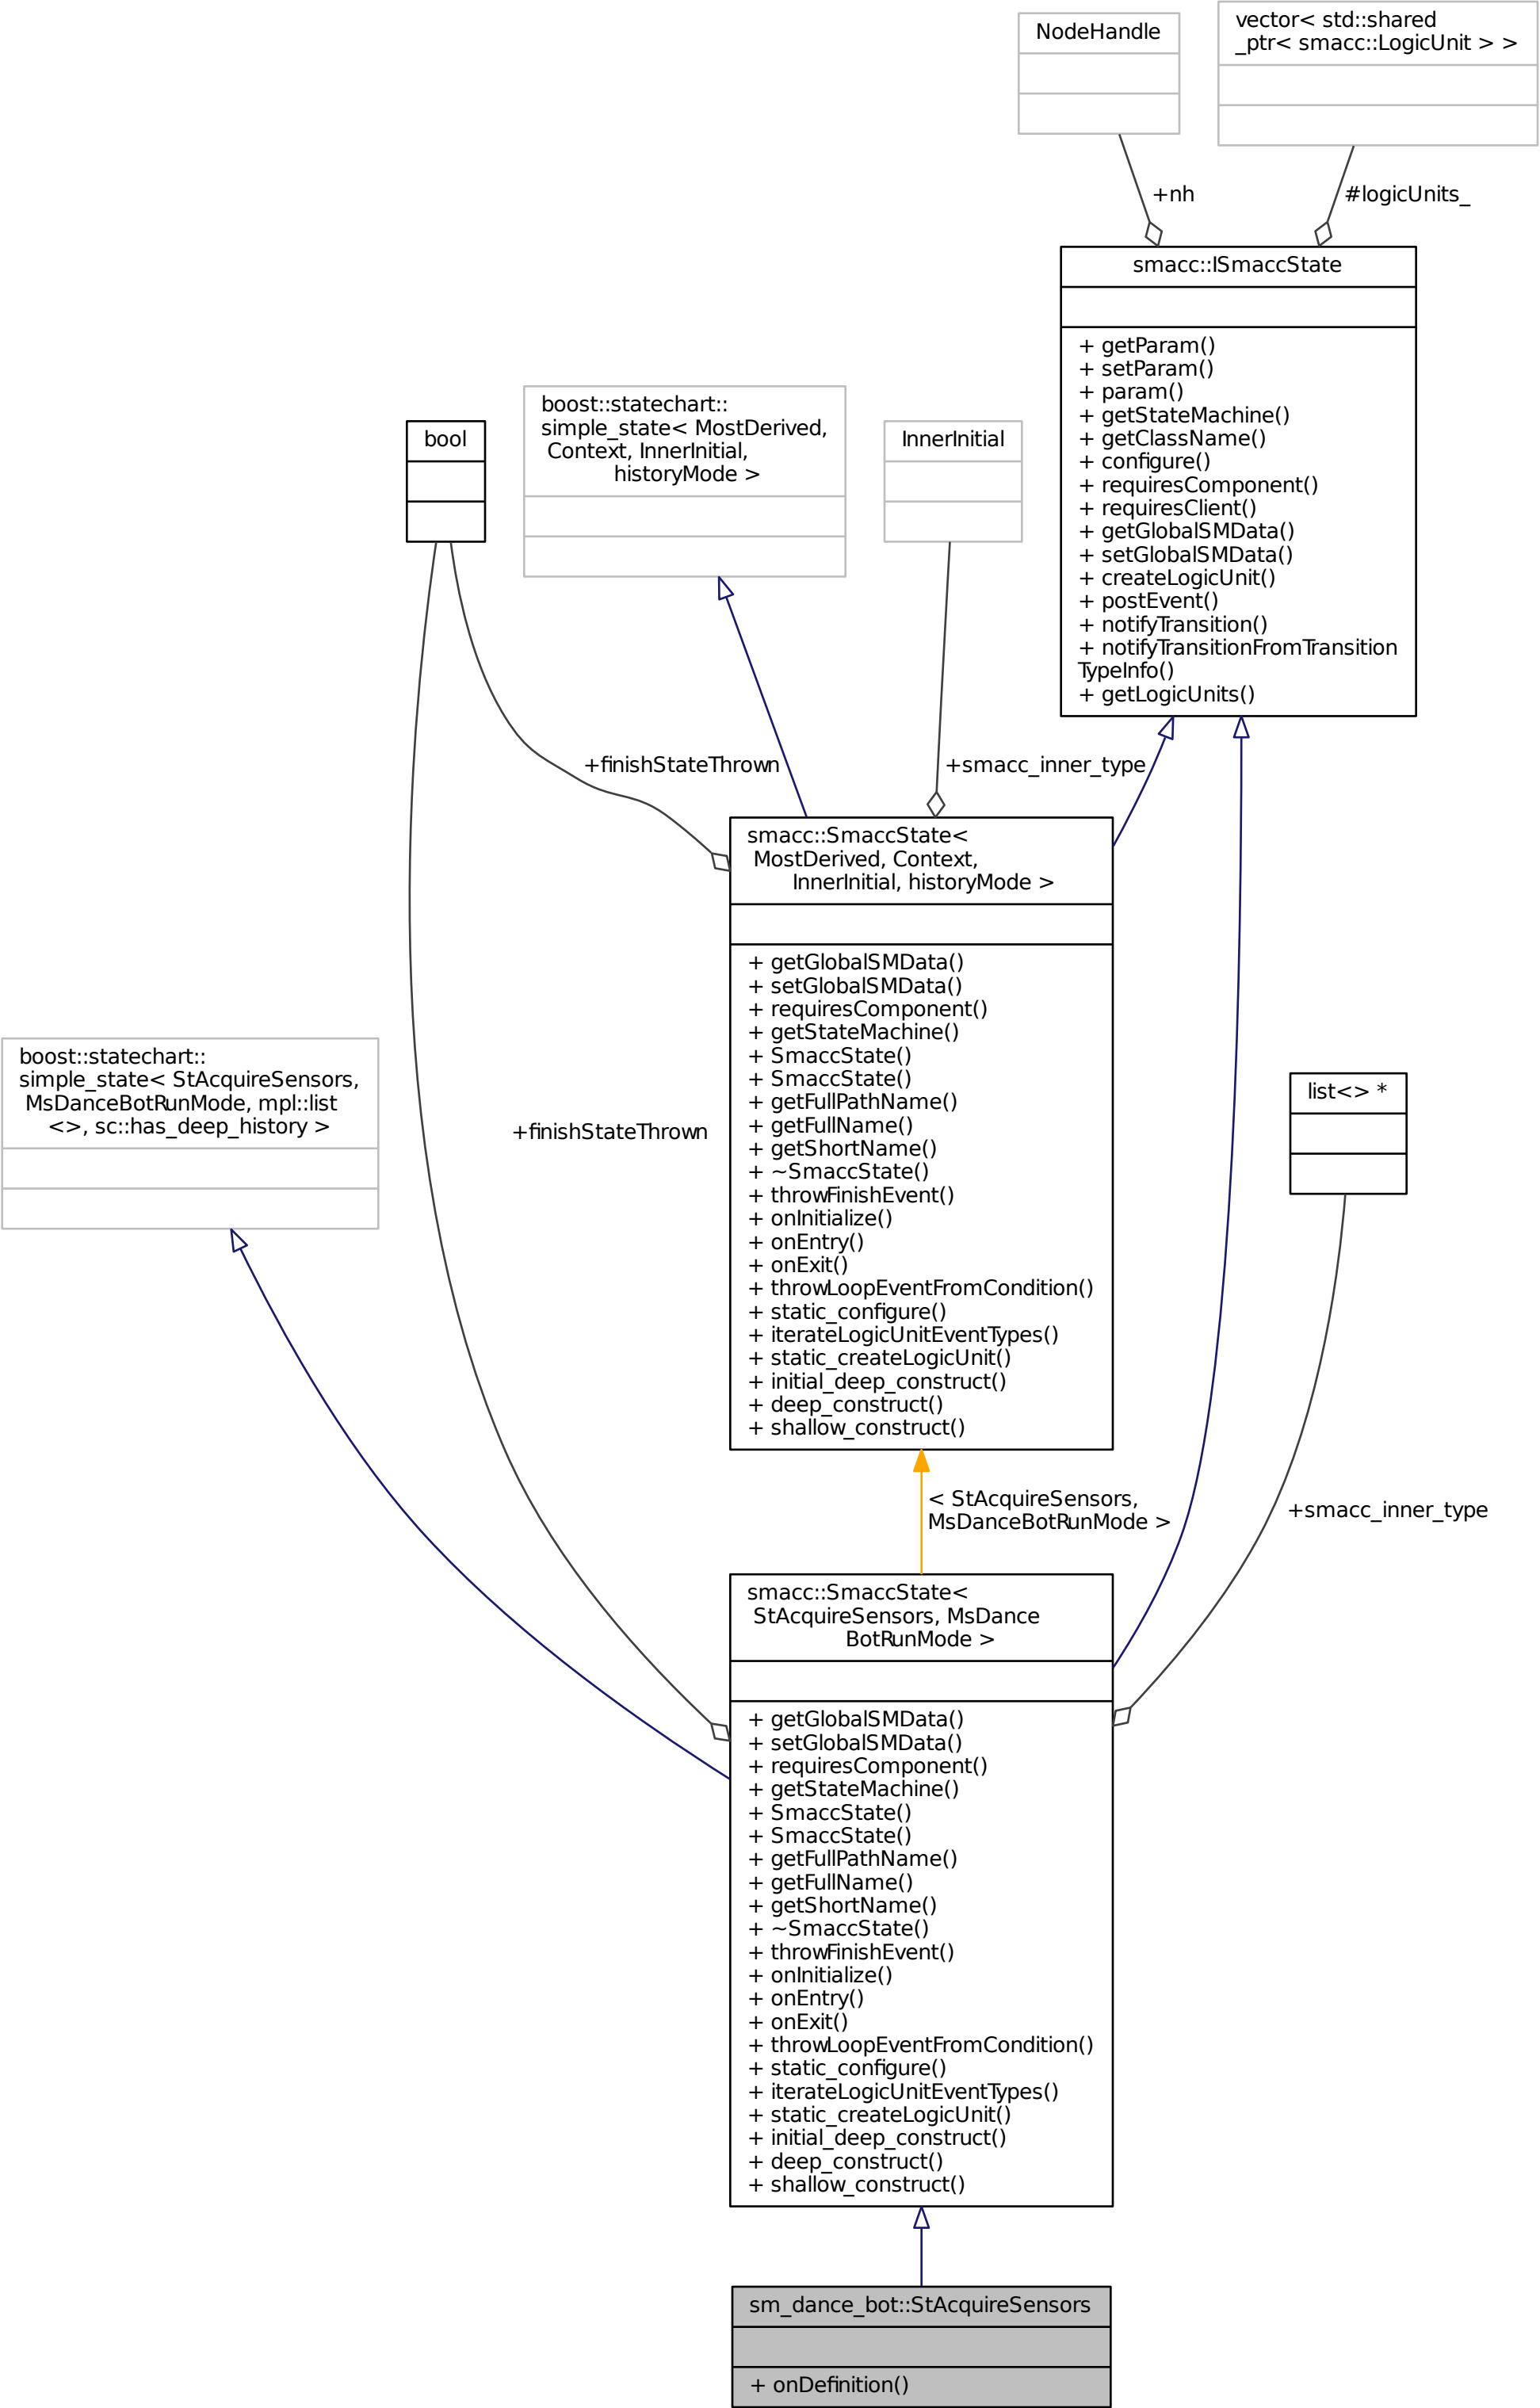 NodeHandle
vector< std::shared
_ptr< smacc::LogicUnit > >
+nh
#logicUnits_
smacc::ISmaccState
+ getParam()
+ setParam()
+ param()
+ getStateMachine()
+ getClassName()
+ configure()
+ requiresComponent()
+ requiresClient()
+ getGlobalSMData()
+ setGlobalSMData()
+ createLogicUnit()
+ postEvent()
+ notifyTransition()
+ notifyTransitionFromTransition
TypeInfo()
+ getLogicUnits()
bool
boost::statechart::
simple_state< MostDerived,
Context, InnerInitial,
historyMode >
InnerInitial
+finishStateThrown
+smacc_inner_type
smacc::SmaccState<
MostDerived, Context,
InnerInitial, historyMode >
+ getGlobalSMData()
+ setGlobalSMData()
+ requiresComponent()
+ getStateMachine()
+ SmaccState()
+ SmaccState()
+ getFullPathName()
+ getFullName()
+ getShortName()
+ ~SmaccState()
+ throwFinishEvent()
+ onInitialize()
+ onEntry()
+ onExit()
+ throwLoopEventFromCondition()
+ static_configure()
+ iterateLogicUnitEventTypes()
+ static_createLogicUnit()
+ initial_deep_construct()
+ deep_construct()
+ shallow_construct()
boost::statechart::
simple_state< StAcquireSensors,
MsDanceBotRunMode, mpl::list
<>, sc::has_deep_history >
+finishStateThrown
list<> *
< StAcquireSensors,
MsDanceBotRunMode >
+smacc_inner_type
smacc::SmaccState<
StAcquireSensors, MsDance
BotRunMode >
+ getGlobalSMData()
+ setGlobalSMData()
+ requiresComponent()
+ getStateMachine()
+ SmaccState()
+ SmaccState()
+ getFullPathName()
+ getFullName()
+ getShortName()
+ ~SmaccState()
+ throwFinishEvent()
+ onInitialize()
+ onEntry()
+ onExit()
+ throwLoopEventFromCondition()
+ static_configure()
+ iterateLogicUnitEventTypes()
+ static_createLogicUnit()
+ initial_deep_construct()
+ deep_construct()
+ shallow_construct()
sm_dance_bot::StAcquireSensors
+ onDefinition()